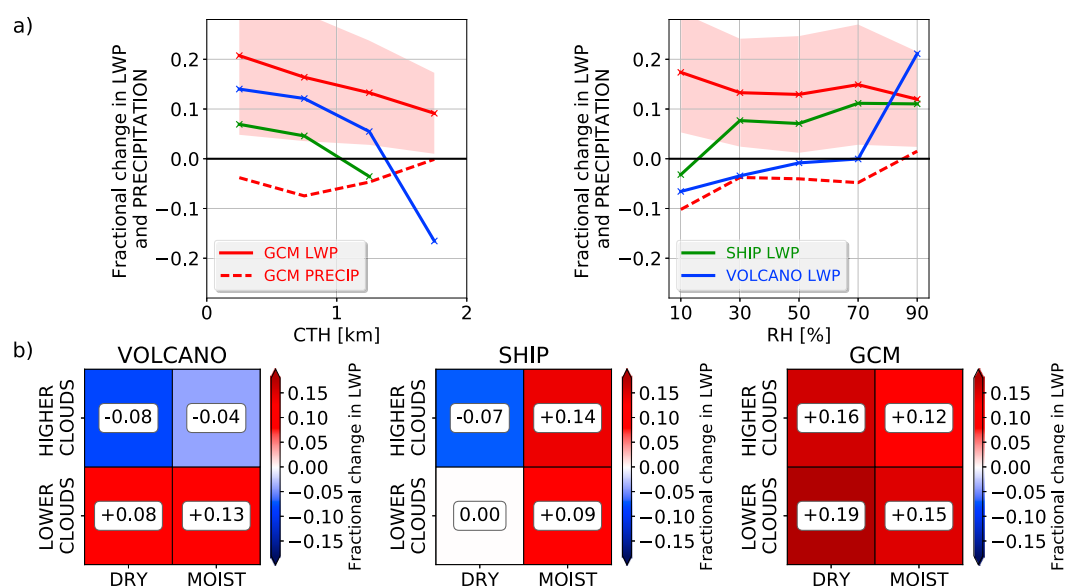 a)
Fractional change in LWP
and PRECIPITATION
0.2
0.1
0.0
−0.1
−0.2
GCM LWP
GCM PRECIP
0
1
2
CTH [km]
Fractional change in LWP
and PRECIPITATION
0.2
0.1
0.0
−0.1
−0.2
SHIP LWP
VOLCANO LWP
10
30
50
70
90
RH [%]
b)
VOLCANO
HIGHER
CLOUDS
LOWER
CLOUDS
-0.08
-0.04
+0.08
+0.13
DRY
MOIST
0.15
0.10
0.05
0.00
−0.05
−0.10
−0.15
Fractional change in LWP
SHIP
HIGHER
CLOUDS
LOWER
CLOUDS
-0.07
+0.14
0.00
+0.09
DRY
MOIST
0.15
0.10
0.05
0.00
−0.05
−0.10
−0.15
Fractional change in LWP
GCM
HIGHER
CLOUDS
LOWER
CLOUDS
+0.16
+0.12
+0.19
+0.15
DRY
MOIST
0.15
0.10
0.05
0.00
−0.05
−0.10
−0.15
Fractional change in LWP